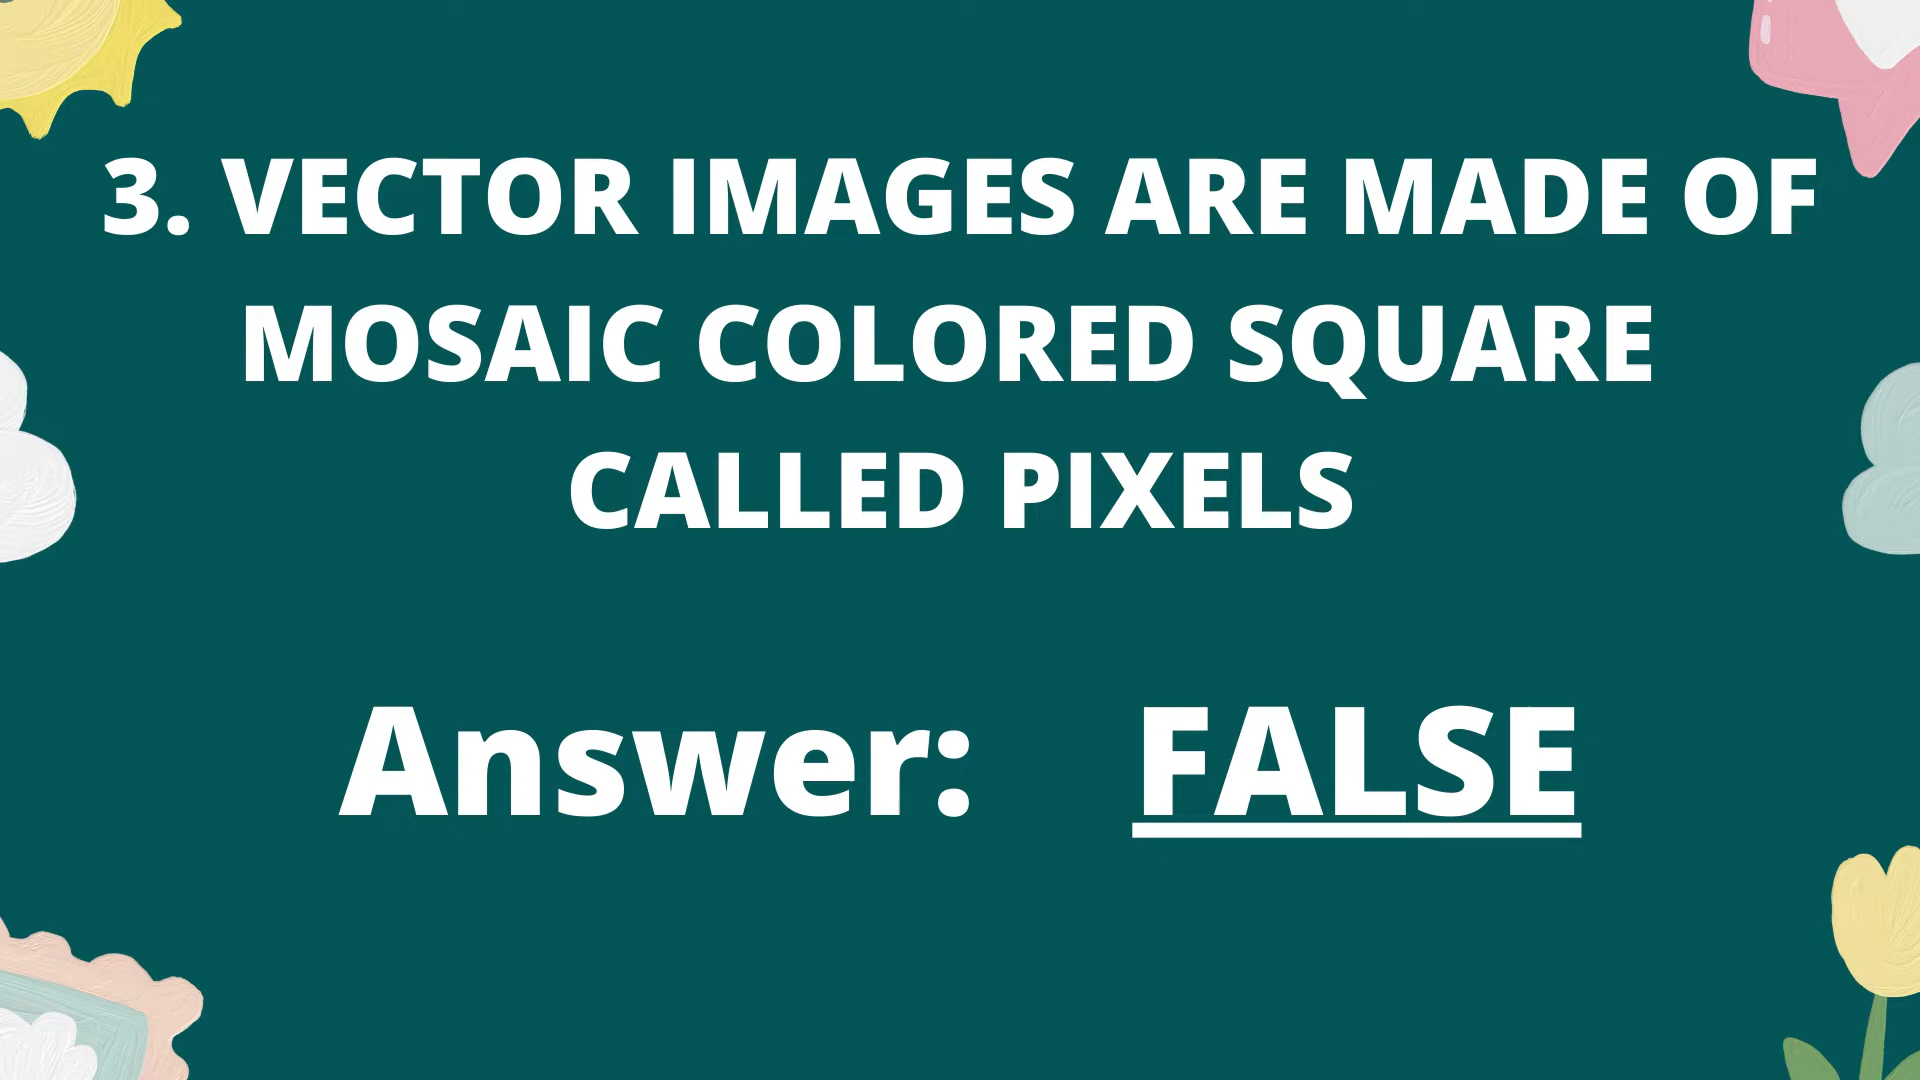 3. VECTOR IMAGES ARE MADE OF
MOSAIC COLORED SQUARE
CALLED PIXELS
Answer: FALSE